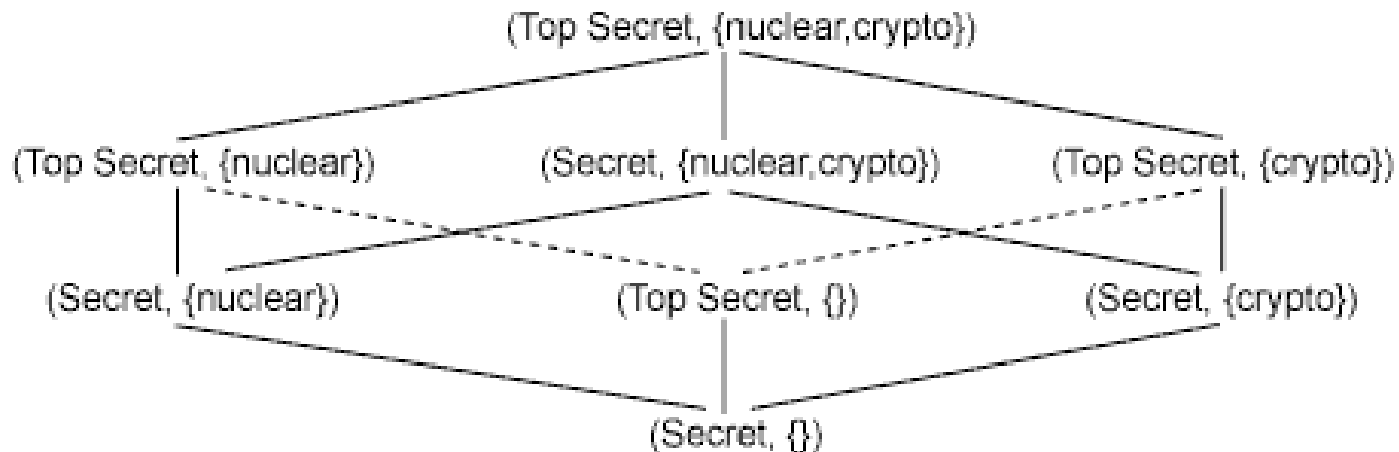 (Top Secret, {nuclear,crypto})
(Top Secret, {nuclear}) (Secret, {nuclear,crypto}) (Top Secret, {crypto})
(Secret, {nuclear}) (Top Secret, {}) (Secret, {crypto})
(Secret, {})